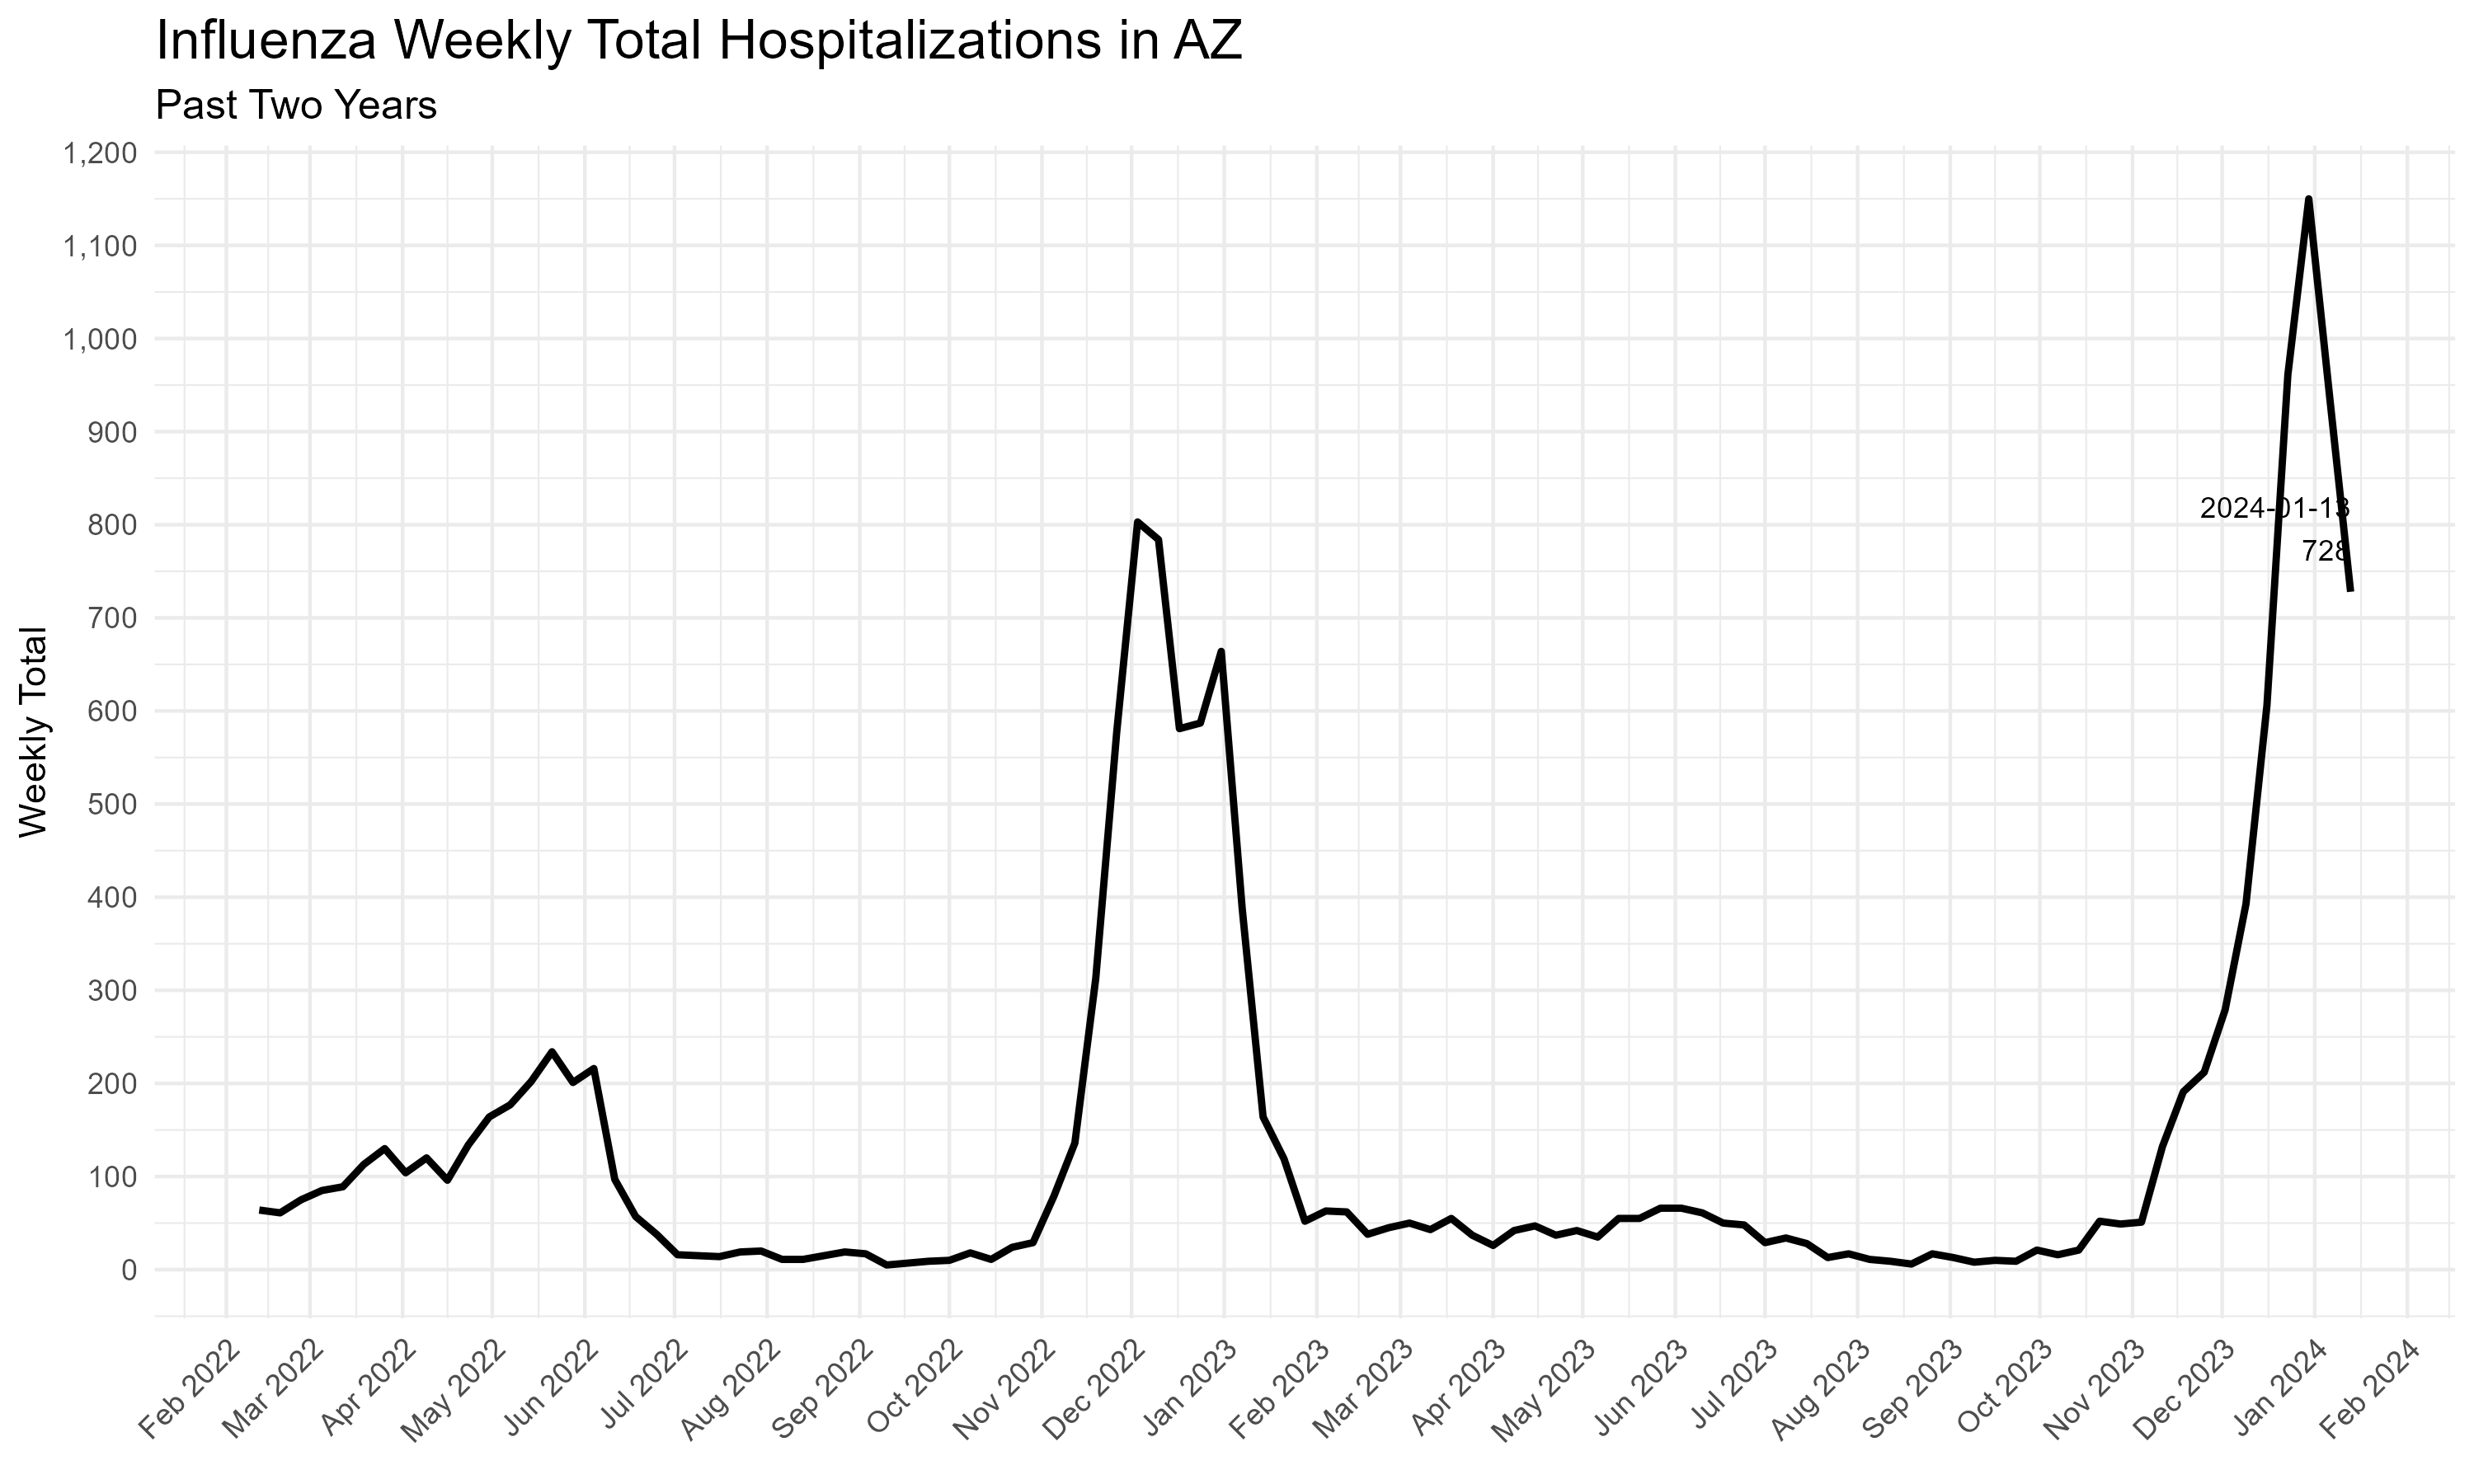 Influenza Weekly Total Hospitalizations in AZ
Past Two Years
1,200
1,100
1,000
900
800
700
600
500
400
300
200
100
0
Weekly Total
2024-01-13
728
Feb 2022
Mar 2022
Apr 2022
May 2022
Jun 2022
Jul 2022
Aug 2022
Sep 2022
Oct 2022
Nov 2022
Dec 2022
Jan 2023
Feb 2023
Mar 2023
Apr 2023
May 2023
Jun 2023
Jul 2023
Aug 2023
Sep 2023
Oct 2023
Nov 2023
Dec 2023
Jan 2024
Feb 2024